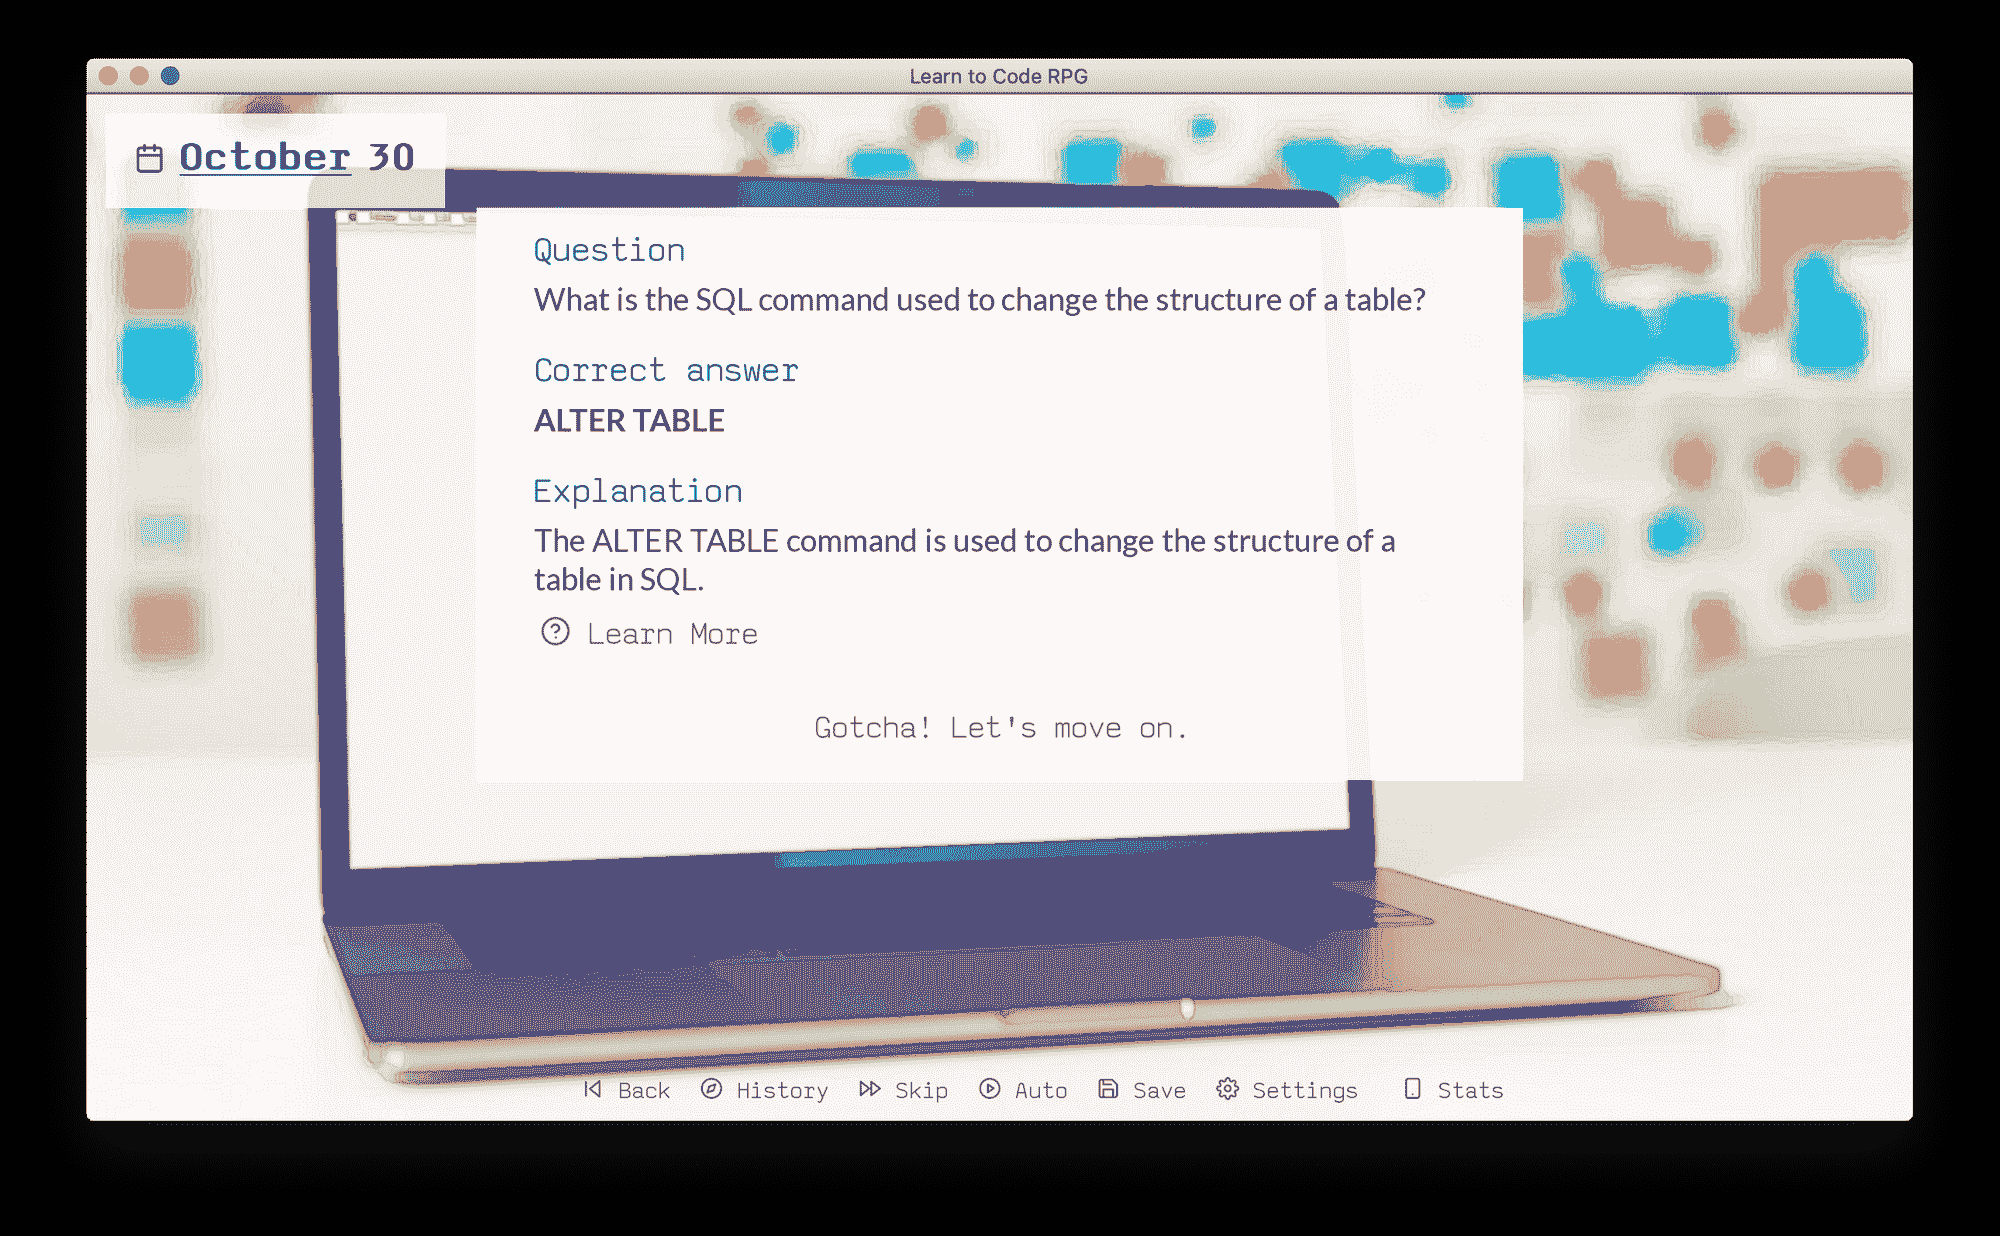 Learn to Code RPG
October 30
Question
What is the SQL command used to change the structure of a table?
Correct answer
ALTER TABLE
Explanation
The ALTER TABLE command is used to change the structure of a
table in SQL.
Learn More
Gotcha! Let's move on.
Back History Skip Auto Save Settings Stats